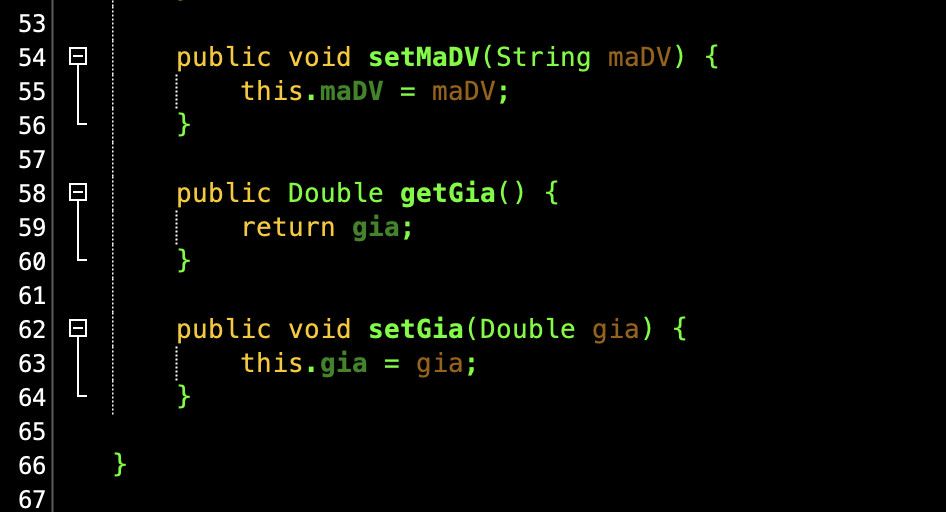 53
54 public void setMaDV(String maDV) {
55 this.maDV = maDV;
56 }
57
58 public Double getGia() {
59 return gia;
60 }
61
62 public void setGia(Double gia) {
63 this.gia = gia;
64 }
65
66 }
67